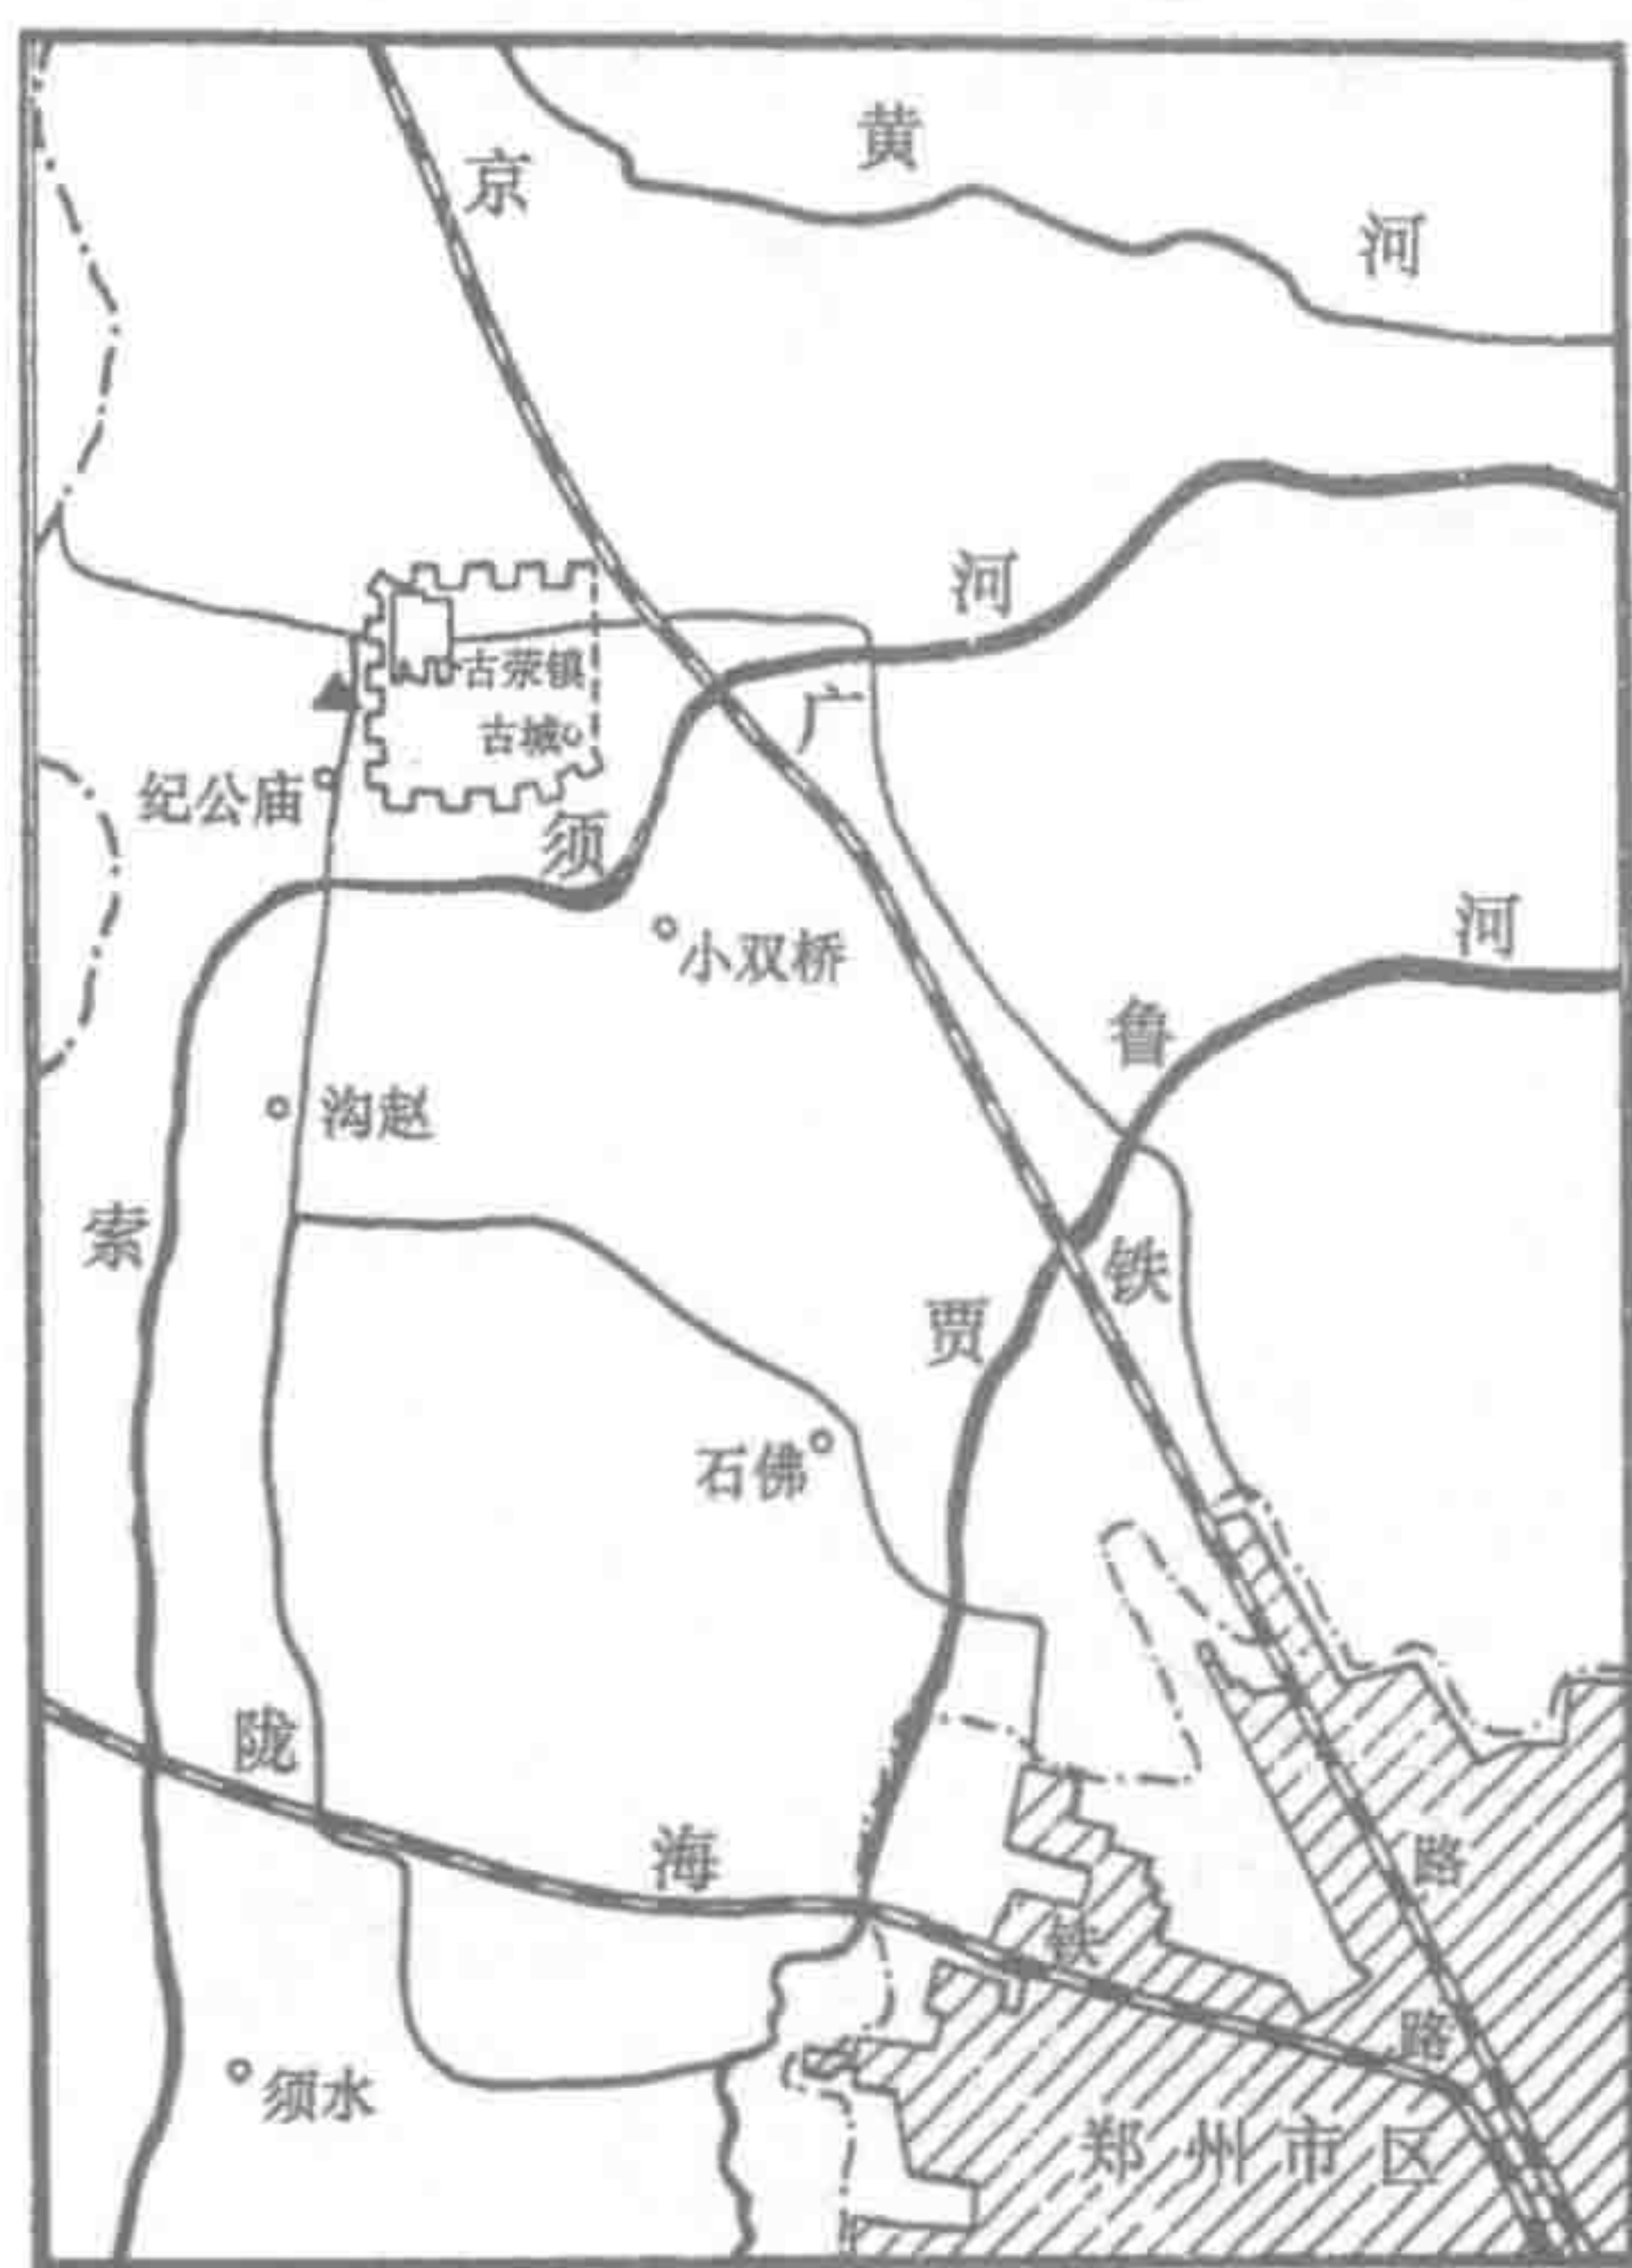 黄河
京广铁路
古荥镇
古城
纪公庙
索须河
小双桥
沟赵
贾鲁河
石佛
陇海铁路
须水
郑州市区